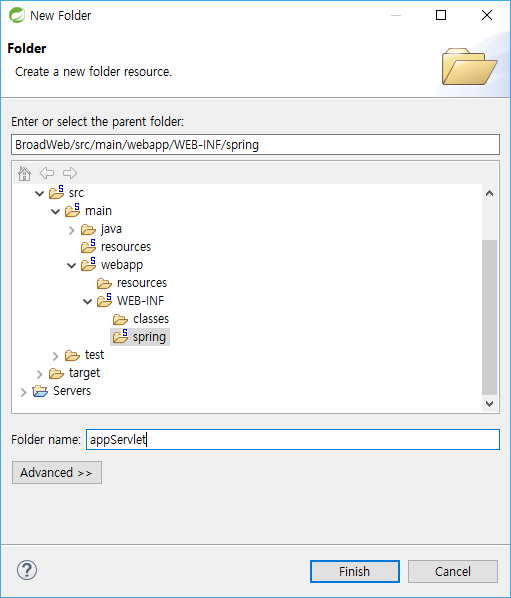 New Folder
Folder
Create a new folder resource.
Enter or select the parent folder:
BroadWeb/src/main/webapp/WEB-INF/spring
src
main
java
resources
webapp
resources
WEB-INF
classes
spring
test
target
Servers
Folder name: appServlet
Advanced >>
Finish Cancel